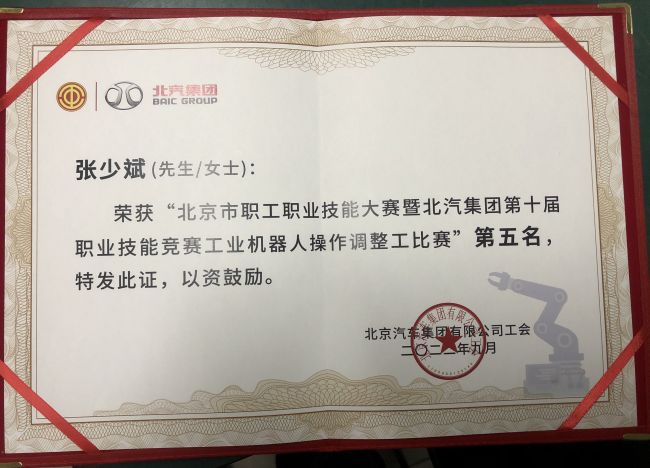 北汽集团
BAIC GROUP
张少斌(先生/女士):
荣获“北京市职工职业技能大赛暨北汽集团第十届
职业技能竞赛工业机器人操作调整工比赛”第五名，
特发此证，以资鼓励。
北京汽车集团有限公司工会
二〇二二年九月